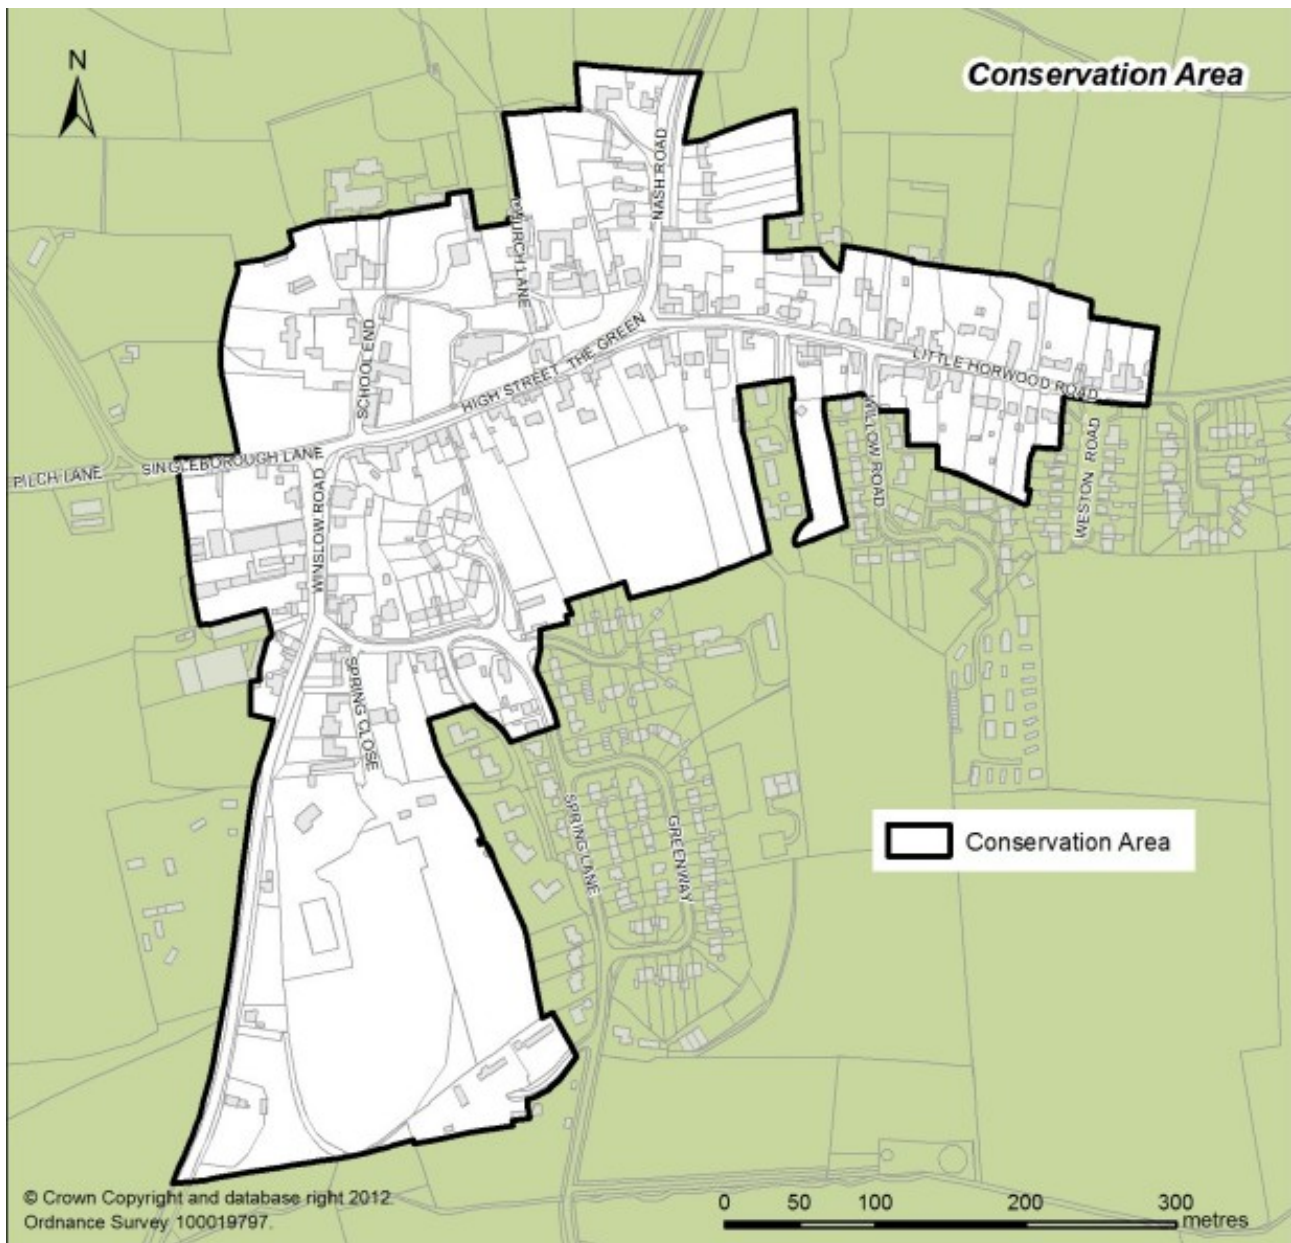 N
Conservation Area
NASH ROAD
CHURCH LANE
SCHOOL END
HIGH STREET THE GREEN
LITTLE HORWOOD ROAD
PILCH LANE
SINGLEBOROUGH LANE
WINSLOW ROAD
WILLOW ROAD
WESTON ROAD
SPRING CLOSE
SPRING LANE
GREENWAY
Conservation Area
© Crown Copyright and database right 2012.
Ordnance Survey 100019797.
0 50 100 200 300
metres